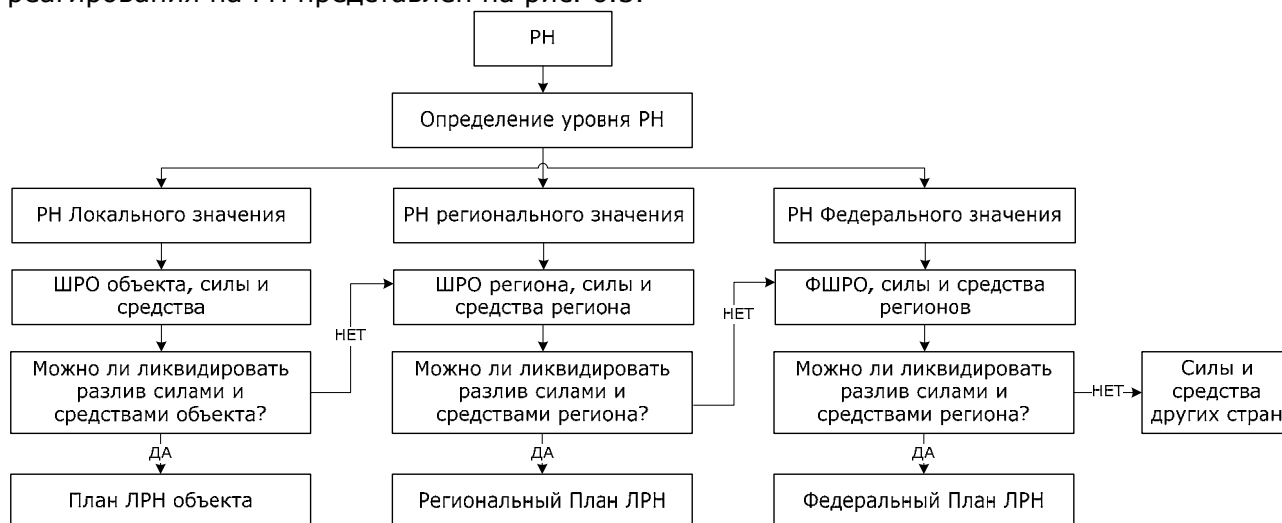 реагирования на РН представлен на рис.
РН
Определение уровня РН
РН Локального значения
РН регионального значения
РН Федерального значения
ШРО объекта, силы и
средства
ШРО региона, силы и
средства региона
ФШРО, силы и средства
регионов
НЕТ
НЕТ
Можно ли ликвидировать
разлив силами и
средствами объекта?
Можно ли ликвидировать
разлив силами и
средствами региона?
Можно ли ликвидировать
разлив силами и
средствами региона?
НЕТ
Силы и
средства
других стран
ДА
ДА
ДА
План ЛРН объекта
Региональный План ЛРН
Федеральный План ЛРН